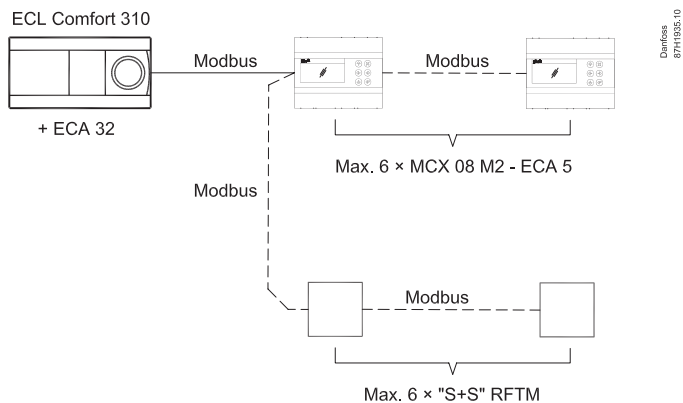 ECL Comfort 310
Danfoss
87H1935.10
Modbus
Modbus
+ ECA 32
Max. 6 × MCX 08 M2 - ECA 5
Modbus
Modbus
Max. 6 × "S+S" RFTM